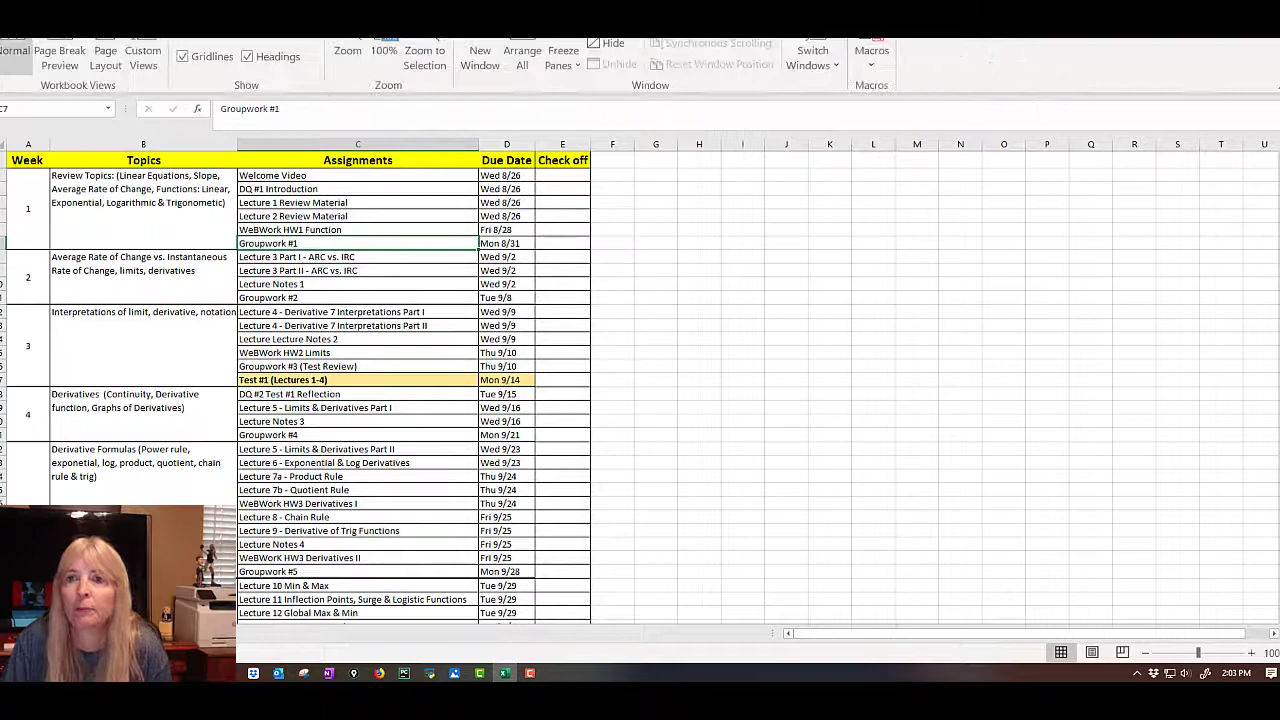 Normal
Page Break
Preview
Page
Layout
Custom
Views
Workbook Views
Gridlines
Headings
Show
Zoom
100%
Zoom to
Selection
Zoom
New
Window
Arrange
All
Freeze
Panes
Hide
Unhide
Synchronous Scrolling
Reset Window Position
Window
Switch
Windows
Macros
Macros
C7
Groupwork #1
A B C D E F G H I J K L M N O P Q R S T U
Week Topics Assignments Due Date Check off
1
Review Topics: (Linear Equations, Slope,
Average Rate of Change, Functions: Linear,
Exponential, Logarithmic & Trigonometic)
Welcome Video Wed 8/26
DQ #1 Introduction Wed 8/26
Lecture 1 Review Material Wed 8/26
Lecture 2 Review Material Wed 8/26
WeBWork HW1 Function Fri 8/28
Groupwork #1 Mon 8/31
2
Average Rate of Change vs. Instantaneous
Rate of Change, limits, derivatives
Lecture 3 Part I - ARC vs. IRC Wed 9/2
Lecture 3 Part II - ARC vs. IRC Wed 9/2
Lecture Notes 1 Wed 9/2
Groupwork #2 Tue 9/8
3
Interpretations of limit, derivative, notation
Lecture 4 - Derivative 7 Interpretations Part I Wed 9/9
Lecture 4 - Derivative 7 Interpretations Part II Wed 9/9
Lecture Lecture Notes 2 Wed 9/9
WeBWork HW2 Limits Thu 9/10
Groupwork #3 (Test Review) Thu 9/10
Test #1 (Lectures 1-4) Mon 9/14
4
Derivatives (Continuity, Derivative
function, Graphs of Derivatives)
DQ #2 Test #1 Reflection Tue 9/15
Lecture 5 - Limits & Derivatives Part I Wed 9/16
Lecture Notes 3 Wed 9/16
Groupwork #4 Mon 9/21
Derivative Formulas (Power rule,
exponetial, log, product, quotient, chain
rule & trig)
Lecture 5 - Limits & Derivatives Part II Wed 9/23
Lecture 6 - Exponential & Log Derivatives Wed 9/23
Lecture 7a - Product Rule Thu 9/24
Lecture 7b - Quotient Rule Thu 9/24
WeBWork HW3 Derivatives I Thu 9/24
Lecture 8 - Chain Rule Fri 9/25
Lecture 9 - Derivative of Trig Functions Fri 9/25
Lecture Notes 4 Fri 9/25
WeBWorK HW3 Derivatives II Fri 9/25
Groupwork #5 Mon 9/28
Lecture 10 Min & Max Tue 9/29
Lecture 11 Inflection Points, Surge & Logistic Functions Tue 9/29
Lecture 12 Global Max & Min Tue 9/29
100
2:03 PM